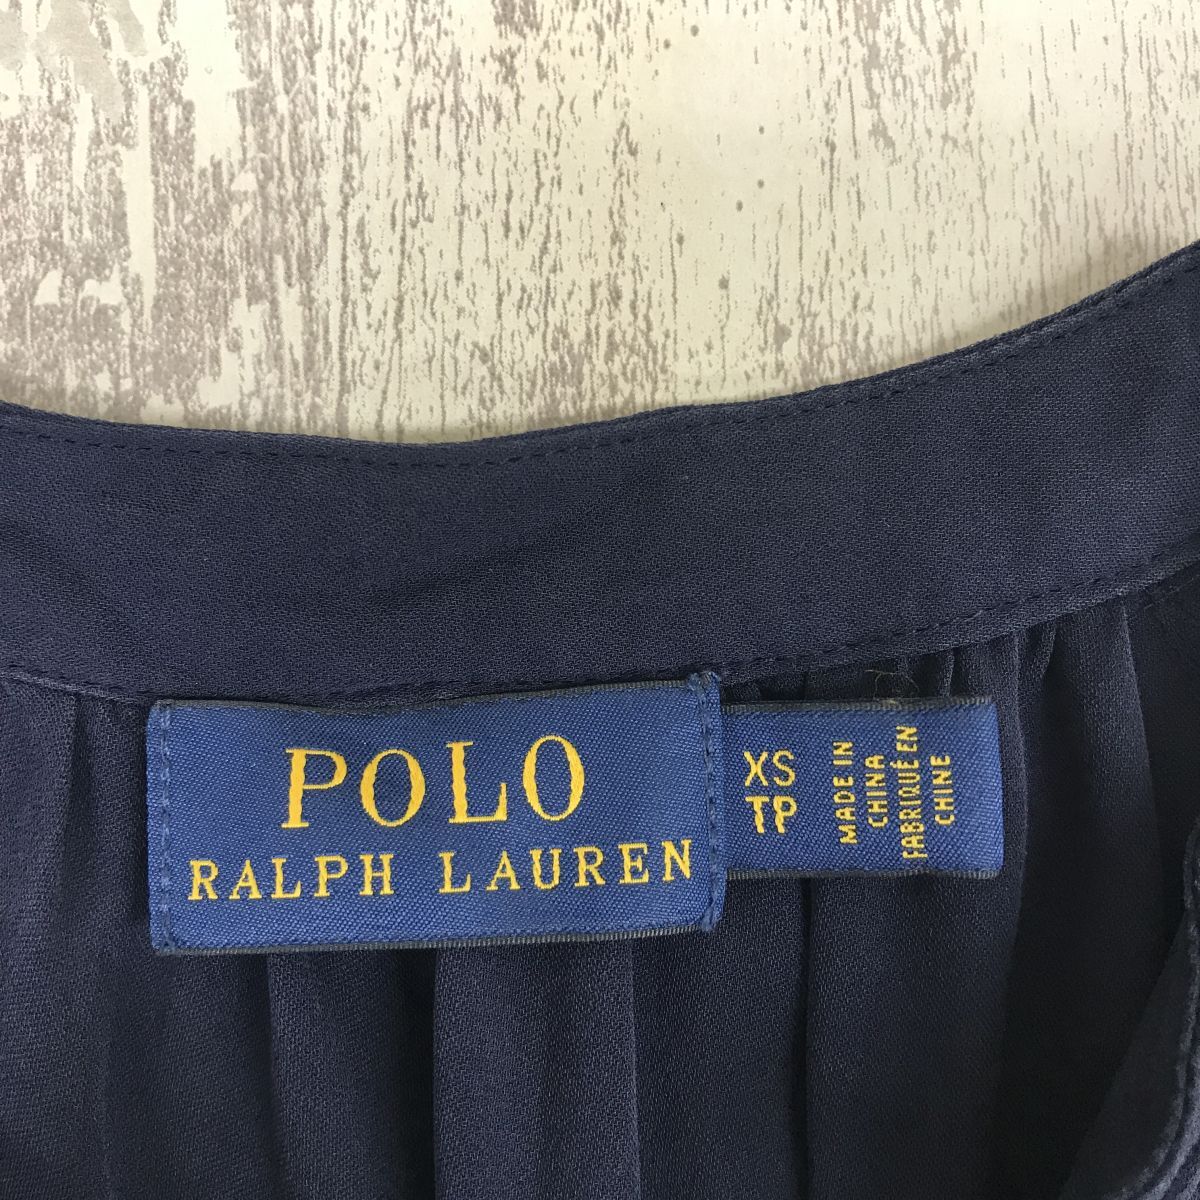 POLO
RALPH LAUREN
XS
TP
MADE IN
CHINA
FABRIQUÉ EN
CHINE